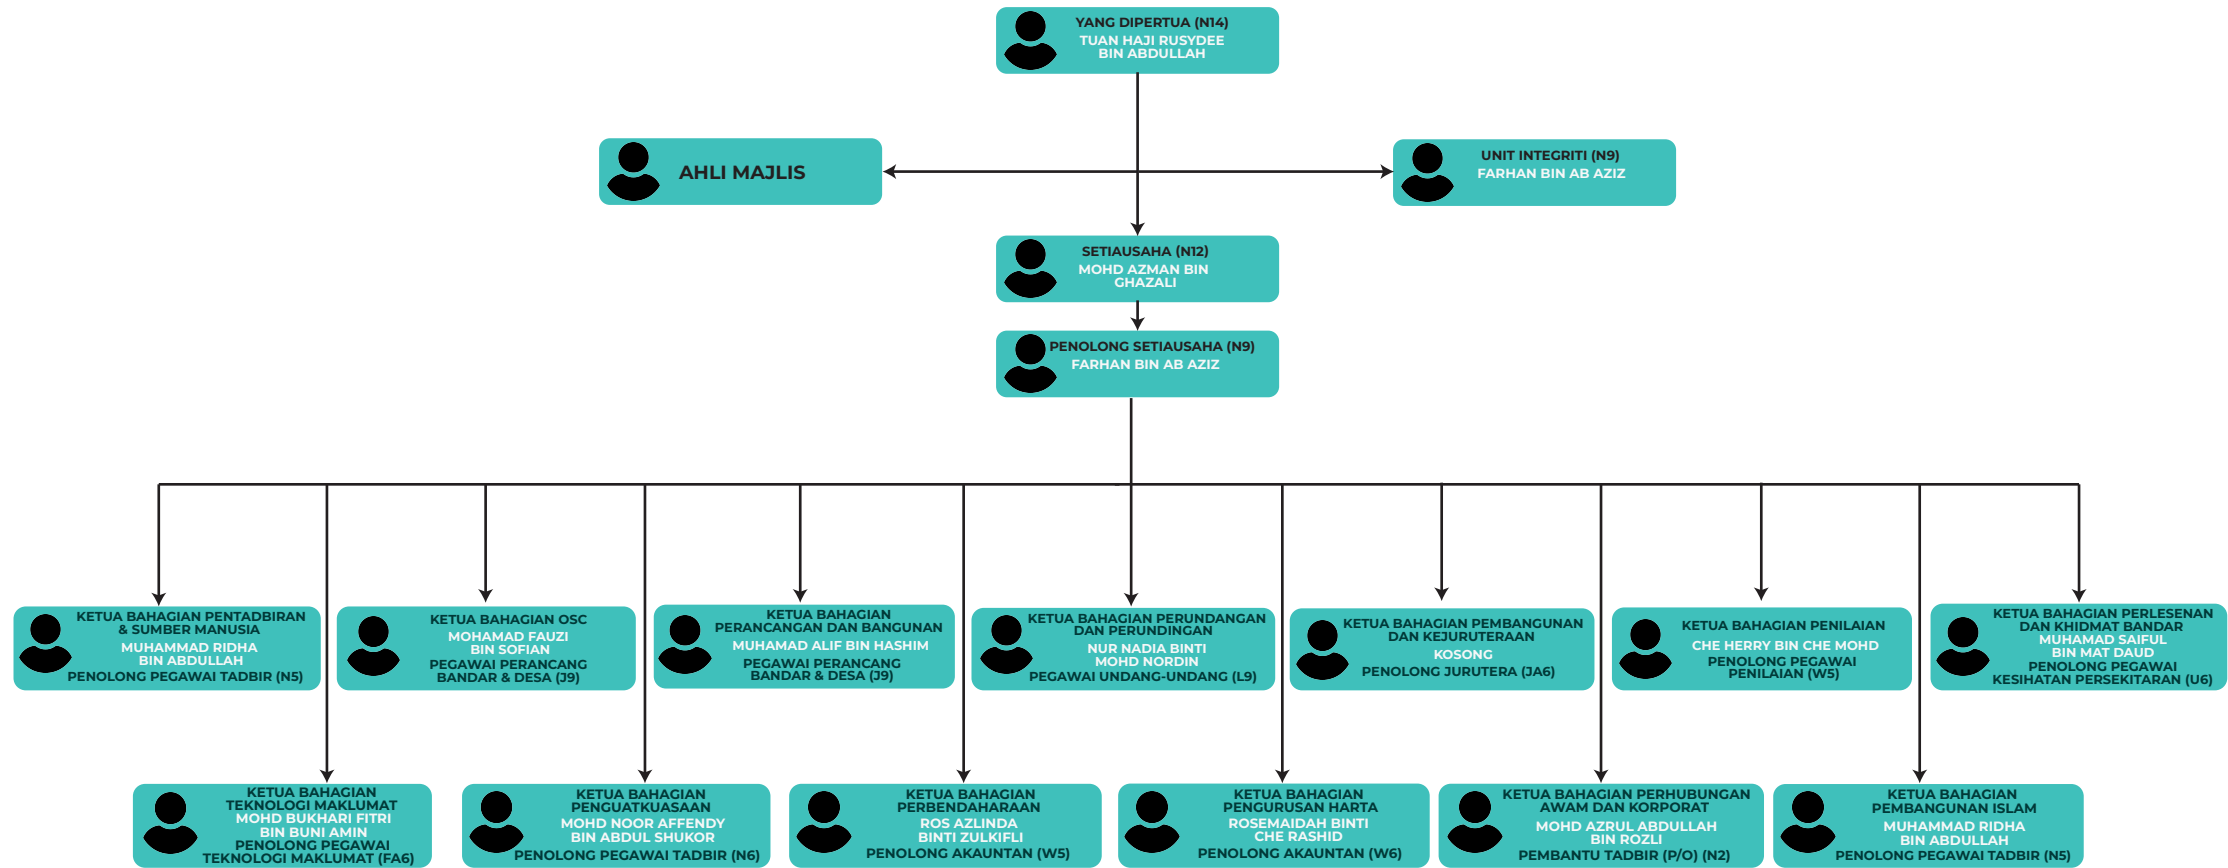 YANG DIPERTUA (N14)
TUAN HAJI RUSYDEE
BIN ABDULLAH
AHLI MAJLIS
UNIT INTEGRITI (N9)
FARHAN BIN AB AZIZ
SETIAUSAHA (N12)
MOHD AZMAN BIN
GHAZALI
PENOLONG SETIAUSAHA (N9)
FARHAN BIN AB AZIZ
KETUA BAHAGIAN PENTADBIRAN
& SUMBER MANUSIA
MUHAMMAD RIDHA
BIN ABDULLAH
PENOLONG PEGAWAI TADBIR (N5)
KETUA BAHAGIAN OSC
MOHAMAD FAUZI
BIN SOFIAN
PEGAWAI PERANCANG
BANDAR & DESA (J9)
KETUA BAHAGIAN
PERANCANGAN DAN BANGUNAN
MUHAMAD ALIF BIN HASHIM
PEGAWAI PERANCANG
BANDAR & DESA (J9)
KETUA BAHAGIAN PERUNDANGAN
DAN PERUNDINGAN
NUR NADIA BINTI
MOHD NORDIN
PEGAWAI UNDANG-UNDANG (L9)
KETUA BAHAGIAN PEMBANGUNAN
DAN KEJURUTERAAN
KOSONG
PENOLONG JURUTERA (JA6)
KETUA BAHAGIAN PENILAIAN
CHE HERRY BIN CHE MOHD
PENOLONG PEGAWAI
PENILAIAN (W5)
KETUA BAHAGIAN PERLESENAN
DAN KHIDMAT BANDAR
MUHAMAD SAIFUL
BIN MAT DAUD
PENOLONG PEGAWAI
KESIHATAN PERSEKITARAN (U6)
KETUA BAHAGIAN
TEKNOLOGI MAKLUMAT
MOHD BUKHARI FITRI
BIN BUNI AMIN
PENOLONG PEGAWAI
TEKNOLOGI MAKLUMAT (FA6)
KETUA BAHAGIAN
PENGUATKUASAAN
MOHD NOOR AFFENDY
BIN ABDUL SHUKOR
PENOLONG PEGAWAI TADBIR (N6)
KETUA BAHAGIAN
PERBENDAHARAAN
ROS AZLINDA
BINTI ZULKIFLI
PENOLONG AKAUNTAN (W5)
KETUA BAHAGIAN
PENGURUSAN HARTA
ROSEMAIDAH BINTI
CHE RASHID
PENOLONG AKAUNTAN (W6)
KETUA BAHAGIAN PERHUBUNGAN
AWAM DAN KORPORAT
MOHD AZRUL ABDULLAH
BIN ROZLI
PEMBANTU TADBIR (P/O) (N2)
KETUA BAHAGIAN
PEMBANGUNAN ISLAM
MUHAMMAD RIDHA
BIN ABDULLAH
PENOLONG PEGAWAI TADBIR (N5)